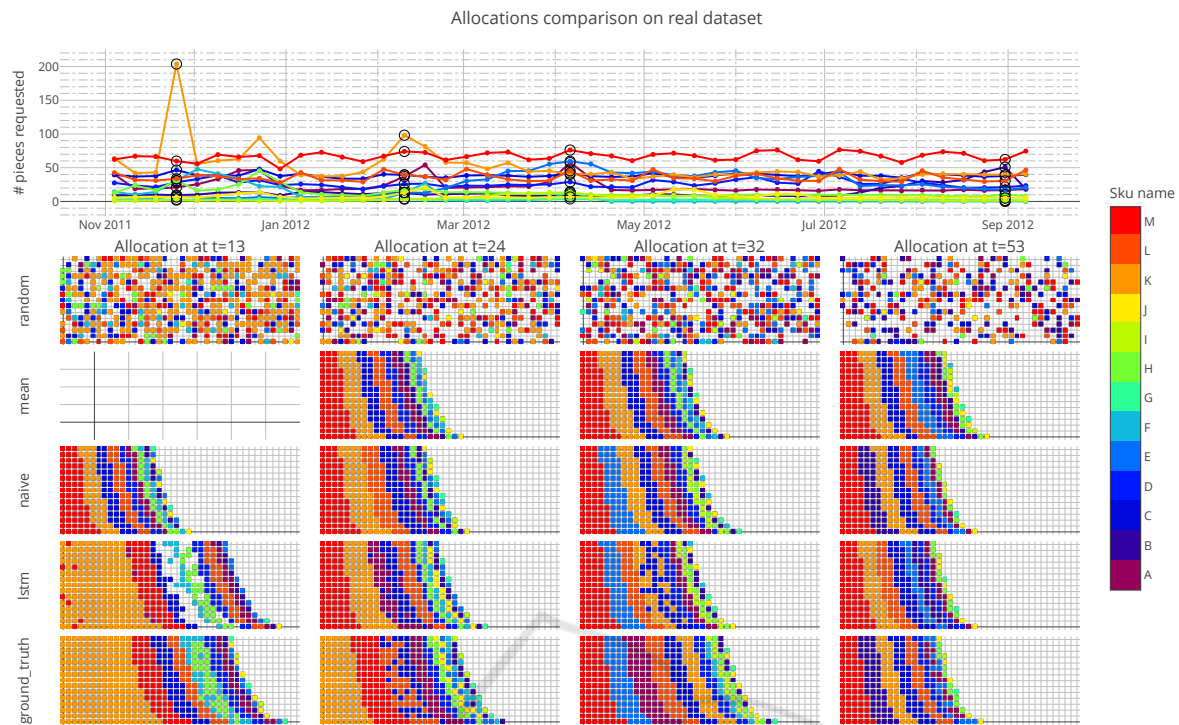 Allocations comparison on real dataset
# pieces requested
200
150
100
50
0
Nov 2011
Jan 2012
Mar 2012
May 2012
Jul 2012
Sep 2012
Allocation at t=13
Allocation at t=24
Allocation at t=32
Allocation at t=53
random
mean
naive
lstm
ground_truth
Sku name
M
L
K
J
I
H
G
F
E
D
C
B
A